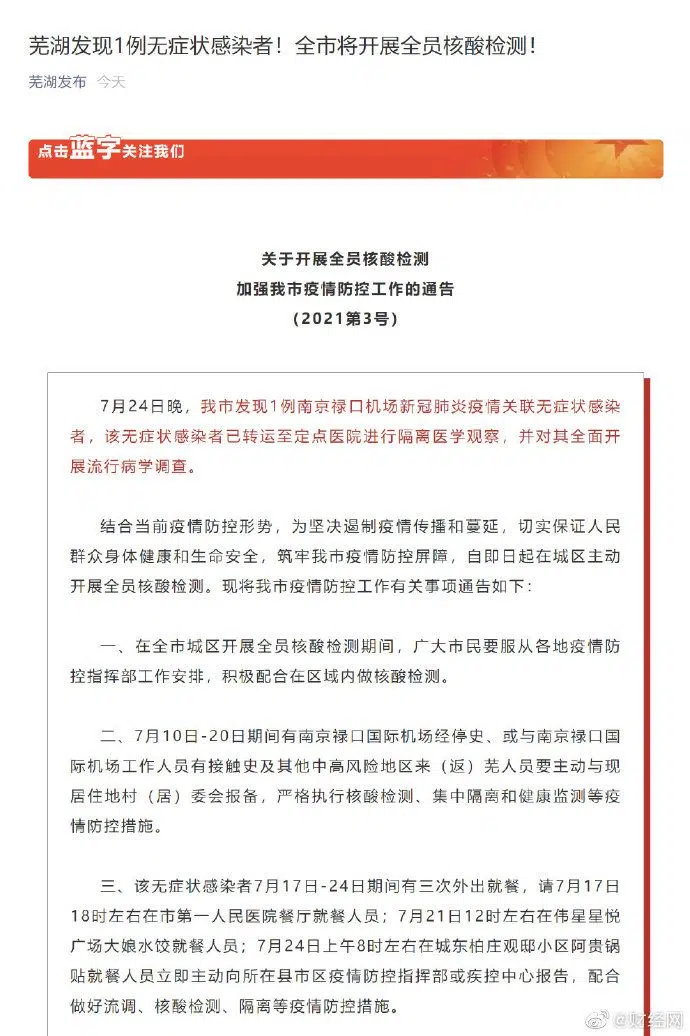 芜湖发现1例无症状感染者！全市将开展全员核酸检测！
芜湖发布 今天
点击蓝字关注我们
关于开展全员核酸检测
加强我市疫情防控工作的通告
（2021第3号）
7月24日晚，我市发现1例南京禄口机场新冠肺炎疫情关联无症状感染
者，该无症状感染者已转运至定点医院进行隔离医学观察，并对其全面开
展流行病学调查。
结合当前疫情防控形势，为坚决遏制疫情传播和蔓延，切实保证人民
群众身体健康和生命安全，筑牢我市疫情防控屏障，自即日起在城区主动
开展全员核酸检测。现将我市疫情防控工作有关事项通告如下：
一、在全市城区开展全员核酸检测期间，广大市民要服从各地疫情防
控指挥部工作安排，积极配合在区域内做核酸检测。
二、7月10日-20日期间有南京禄口国际机场经停史、或与南京禄口国
际机场工作人员有接触史及其他中高风险地区来（返）芜人员要主动与现
居住地村（居）委会报备，严格执行核酸检测、集中隔离和健康监测等疫
情防控措施。
三、该无症状感染者7月17日-24日期间有三次外出就餐，请7月17日
18时左右在市第一人民医院餐厅就餐人员；7月21日12时左右在伟星星悦
广场大娘水饺就餐人员；7月24日上午8时左右在城东柏庄观邸小区阿贵锅
贴就餐人员立即主动向所在县市区疫情防控指挥部或疾控中心报告，配合
做好流调、核酸检测、隔离等疫情防控措施。
@财经网